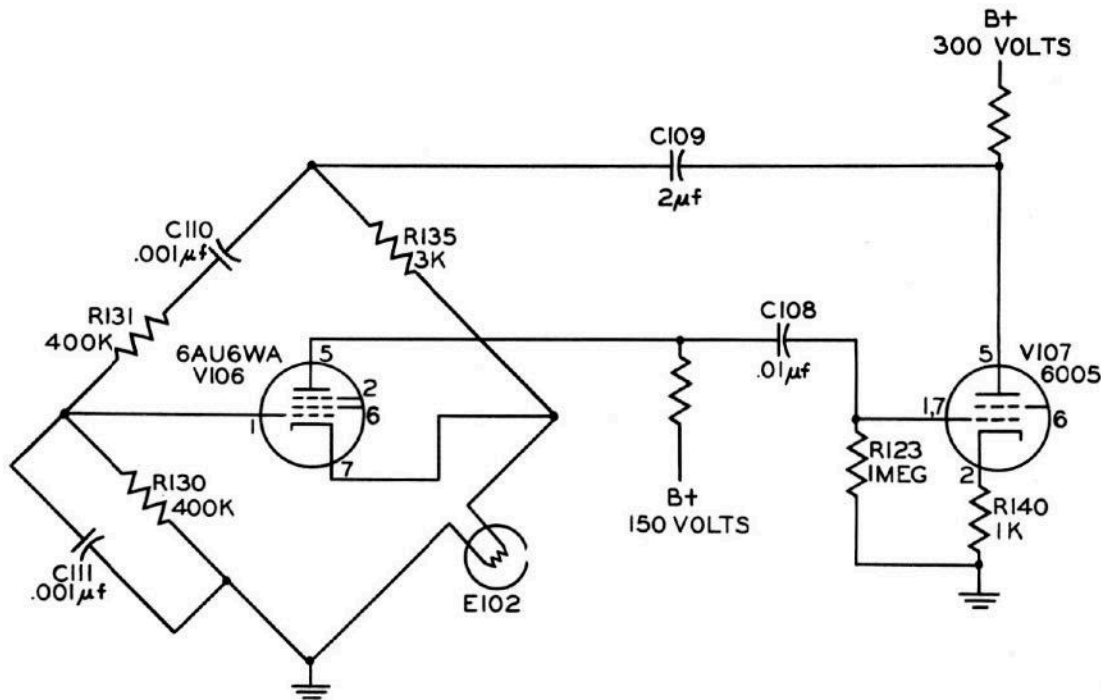 B+
300 VOLTS
C109
2μf
C110
.001μf
R135
3K
R131
400K
6AU6WA
V106
5
2
6
1
7
C108
.01μf
5
V107
6005
1,7
6
2
R123
1MEG
R130
400K
B+
150 VOLTS
R140
1K
C111
.001μf
E102